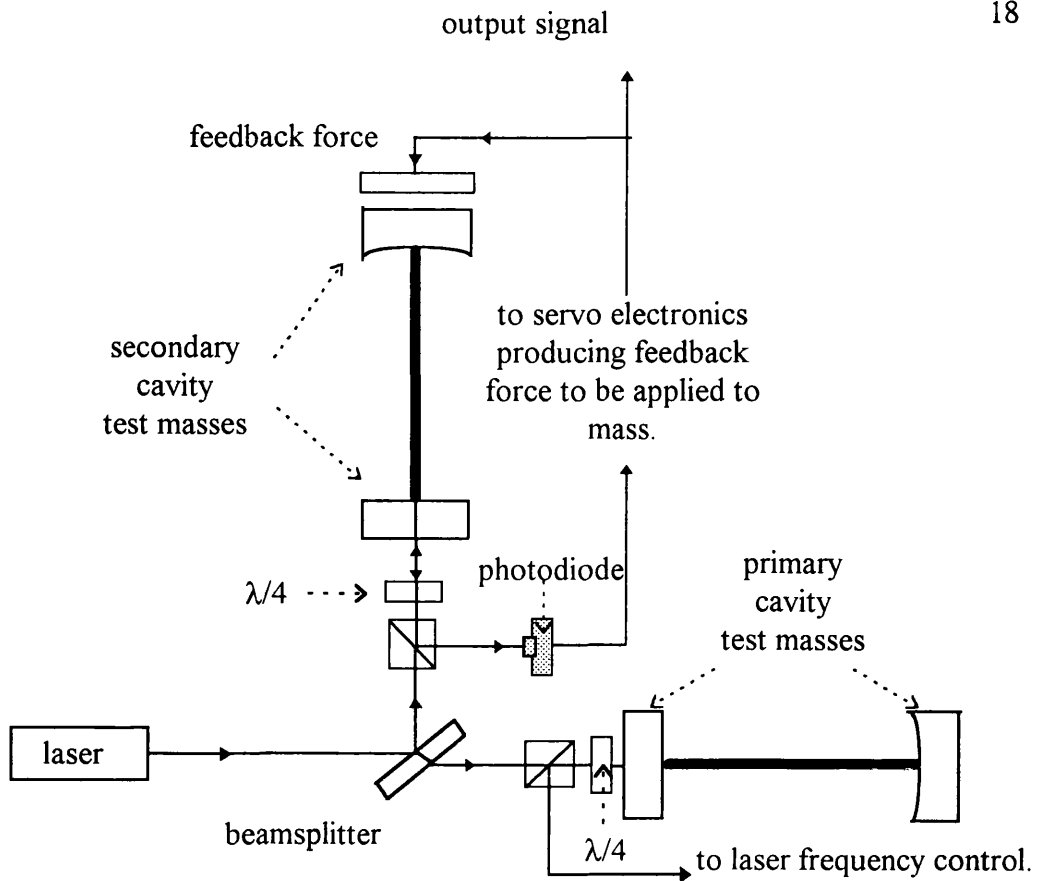 18
output signal
feedback force
secondary
cavity
test masses
to servo electronics
producing feedback
force to be applied to
mass.
λ/4
photodiode
primary
cavity
test masses
laser
beamsplitter
λ/4
to laser frequency control.